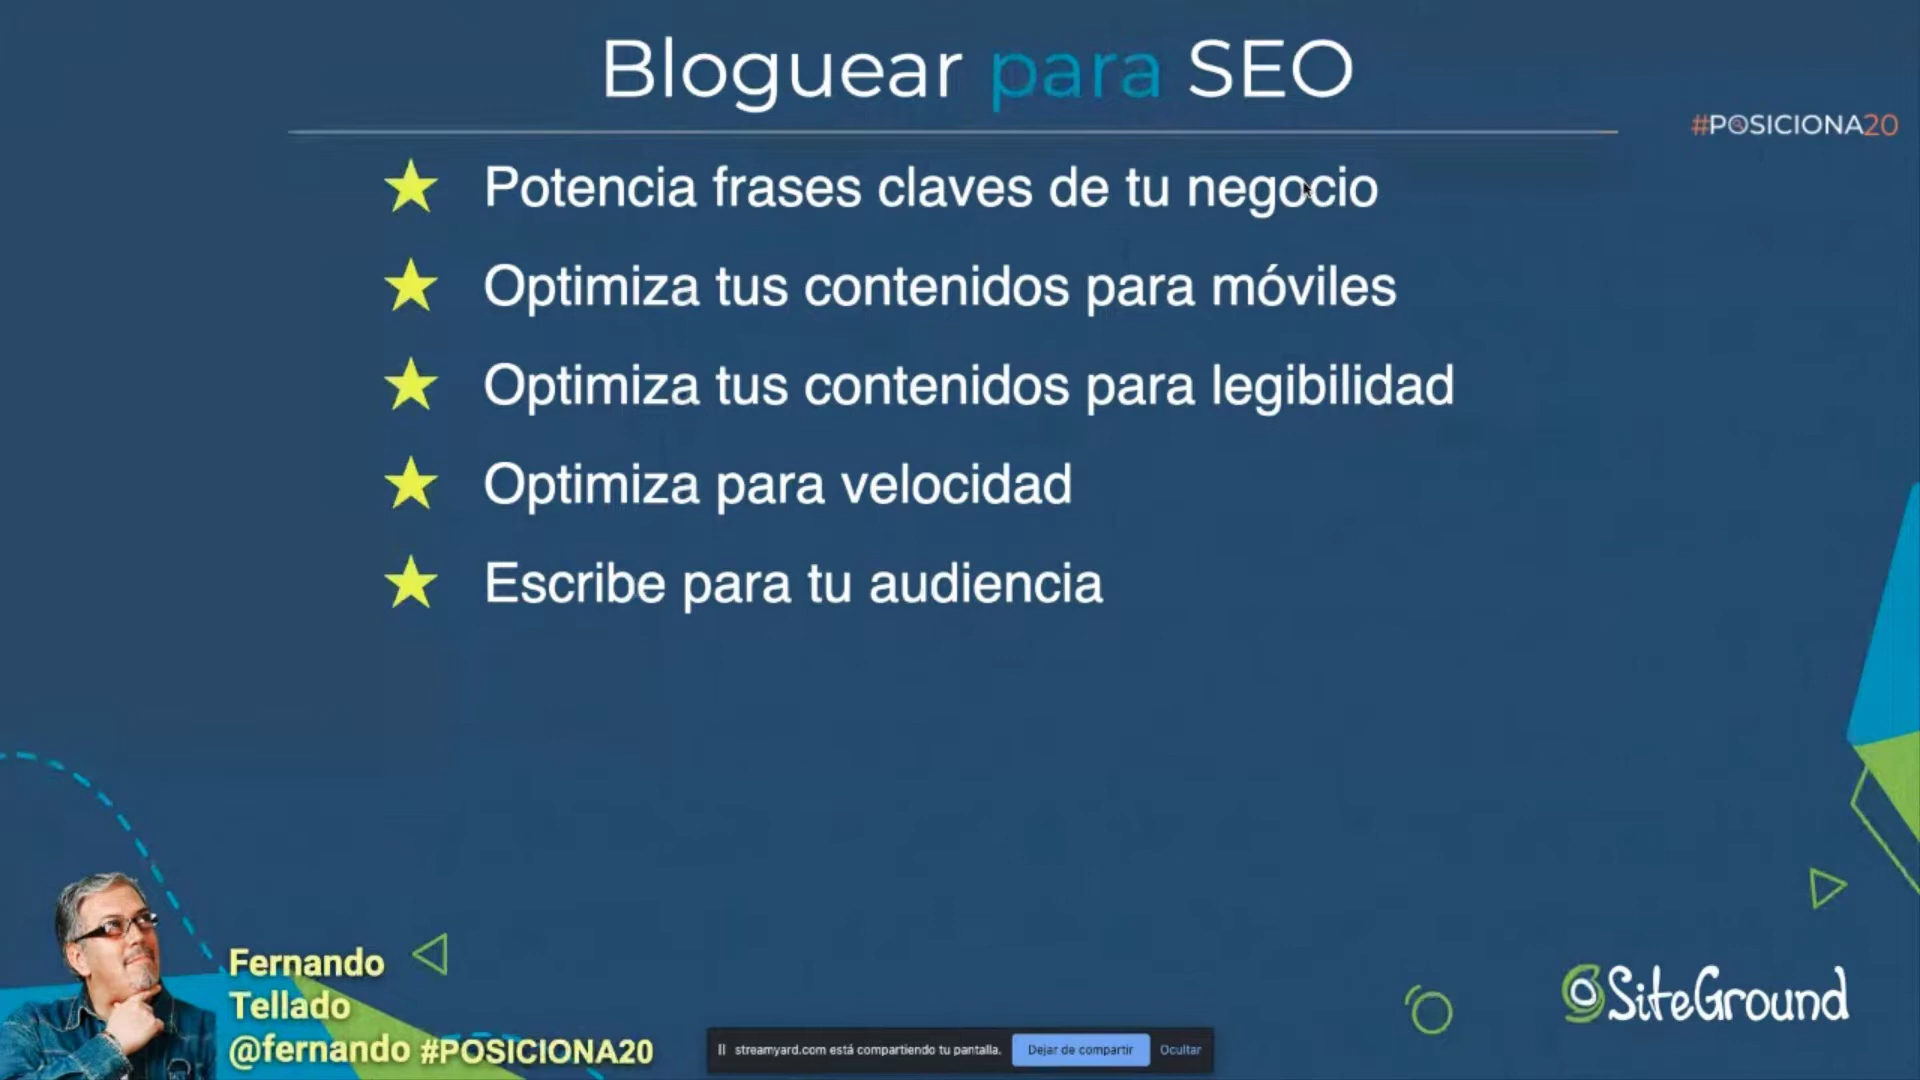 Bloguear para SEO
#POSICIONA20
Potencia frases claves de tu negocio
Optimiza tus contenidos para móviles
Optimiza tus contenidos para legibilidad
Optimiza para velocidad
Escribe para tu audiencia
Fernando
Tellado
@fernando #POSICIONA20
streamyard.com está compartiendo tu pantalla. Dejar de compartir Ocultar
SiteGround